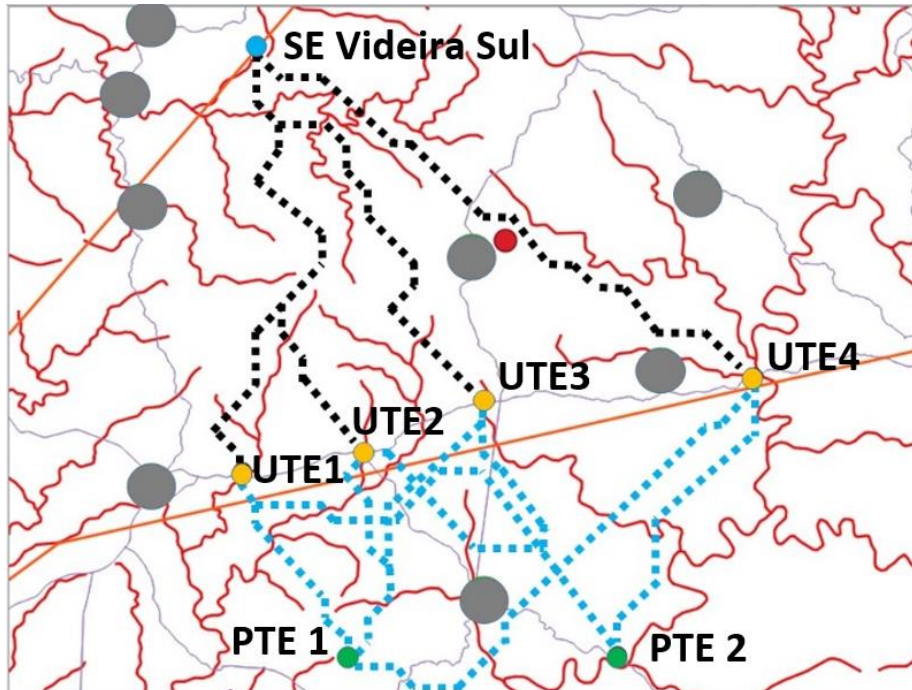 SE Videira Sul
UTE4
UTE3
UTE2
UTE1
PTE 1
PTE 2